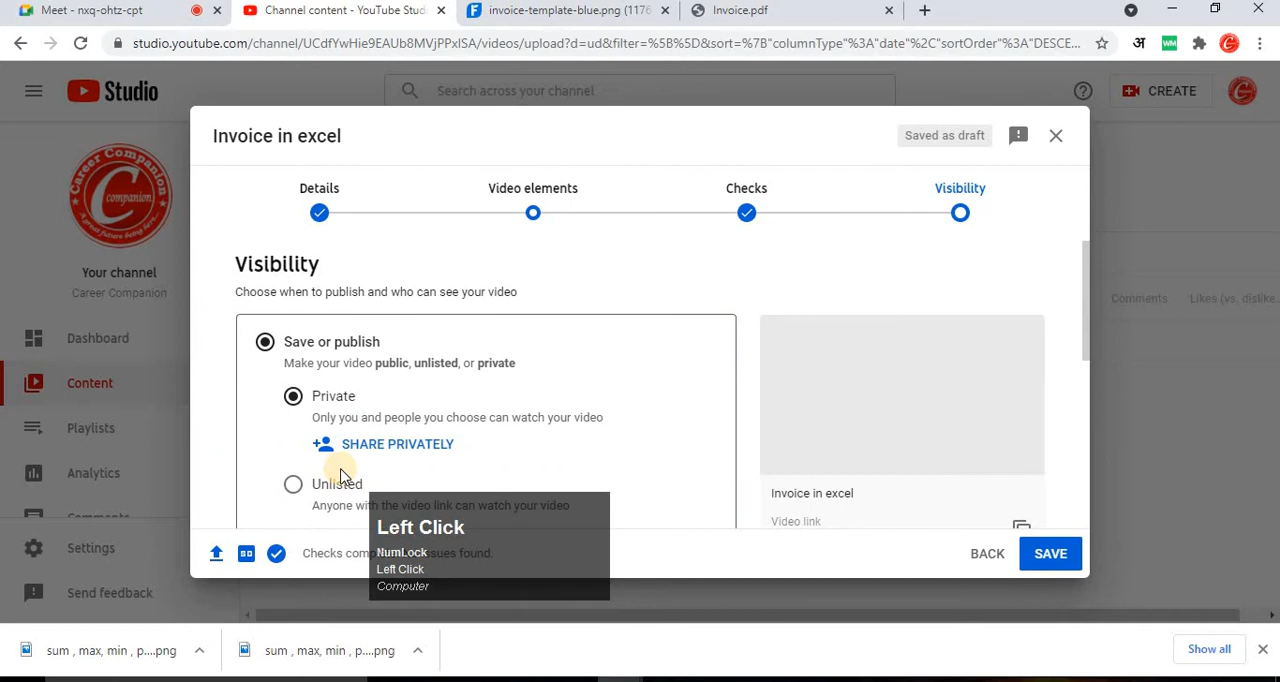 Meet - nxq-ohtz-cpt
Channel content - YouTube Stud
invoice-template-blue.png (1176
Invoice.pdf
studio.youtube.com/channel/UCdfYwHie9EAUb8MVjPPxlSA/videos/upload?d=ud&filter=%5B%5D&sort=%7B"columnType"%3A"date"%2C"sortOrder"%3A"DESCE...
अ
WM
Studio
Search across your channel
CREATE
Invoice in excel
Saved as draft
Details
Video elements
Checks
Visibility
Career Companion
companion
Your channel
Career Companion
Dashboard
Content
Playlists
Analytics
Comments
Settings
Send feedback
Comments
Likes (vs. dislike
Visibility
Choose when to publish and who can see your video
Save or publish
Make your video public, unlisted, or private
Private
Only you and people you choose can watch your video
SHARE PRIVATELY
Unlisted
Anyone with the video link can watch your video
Invoice in excel
Video link
Left Click
NumLock
Left Click
Computer
Checks comp issues found.
BACK
SAVE
sum , max, min , p....png
sum , max, min , p....png
Show all